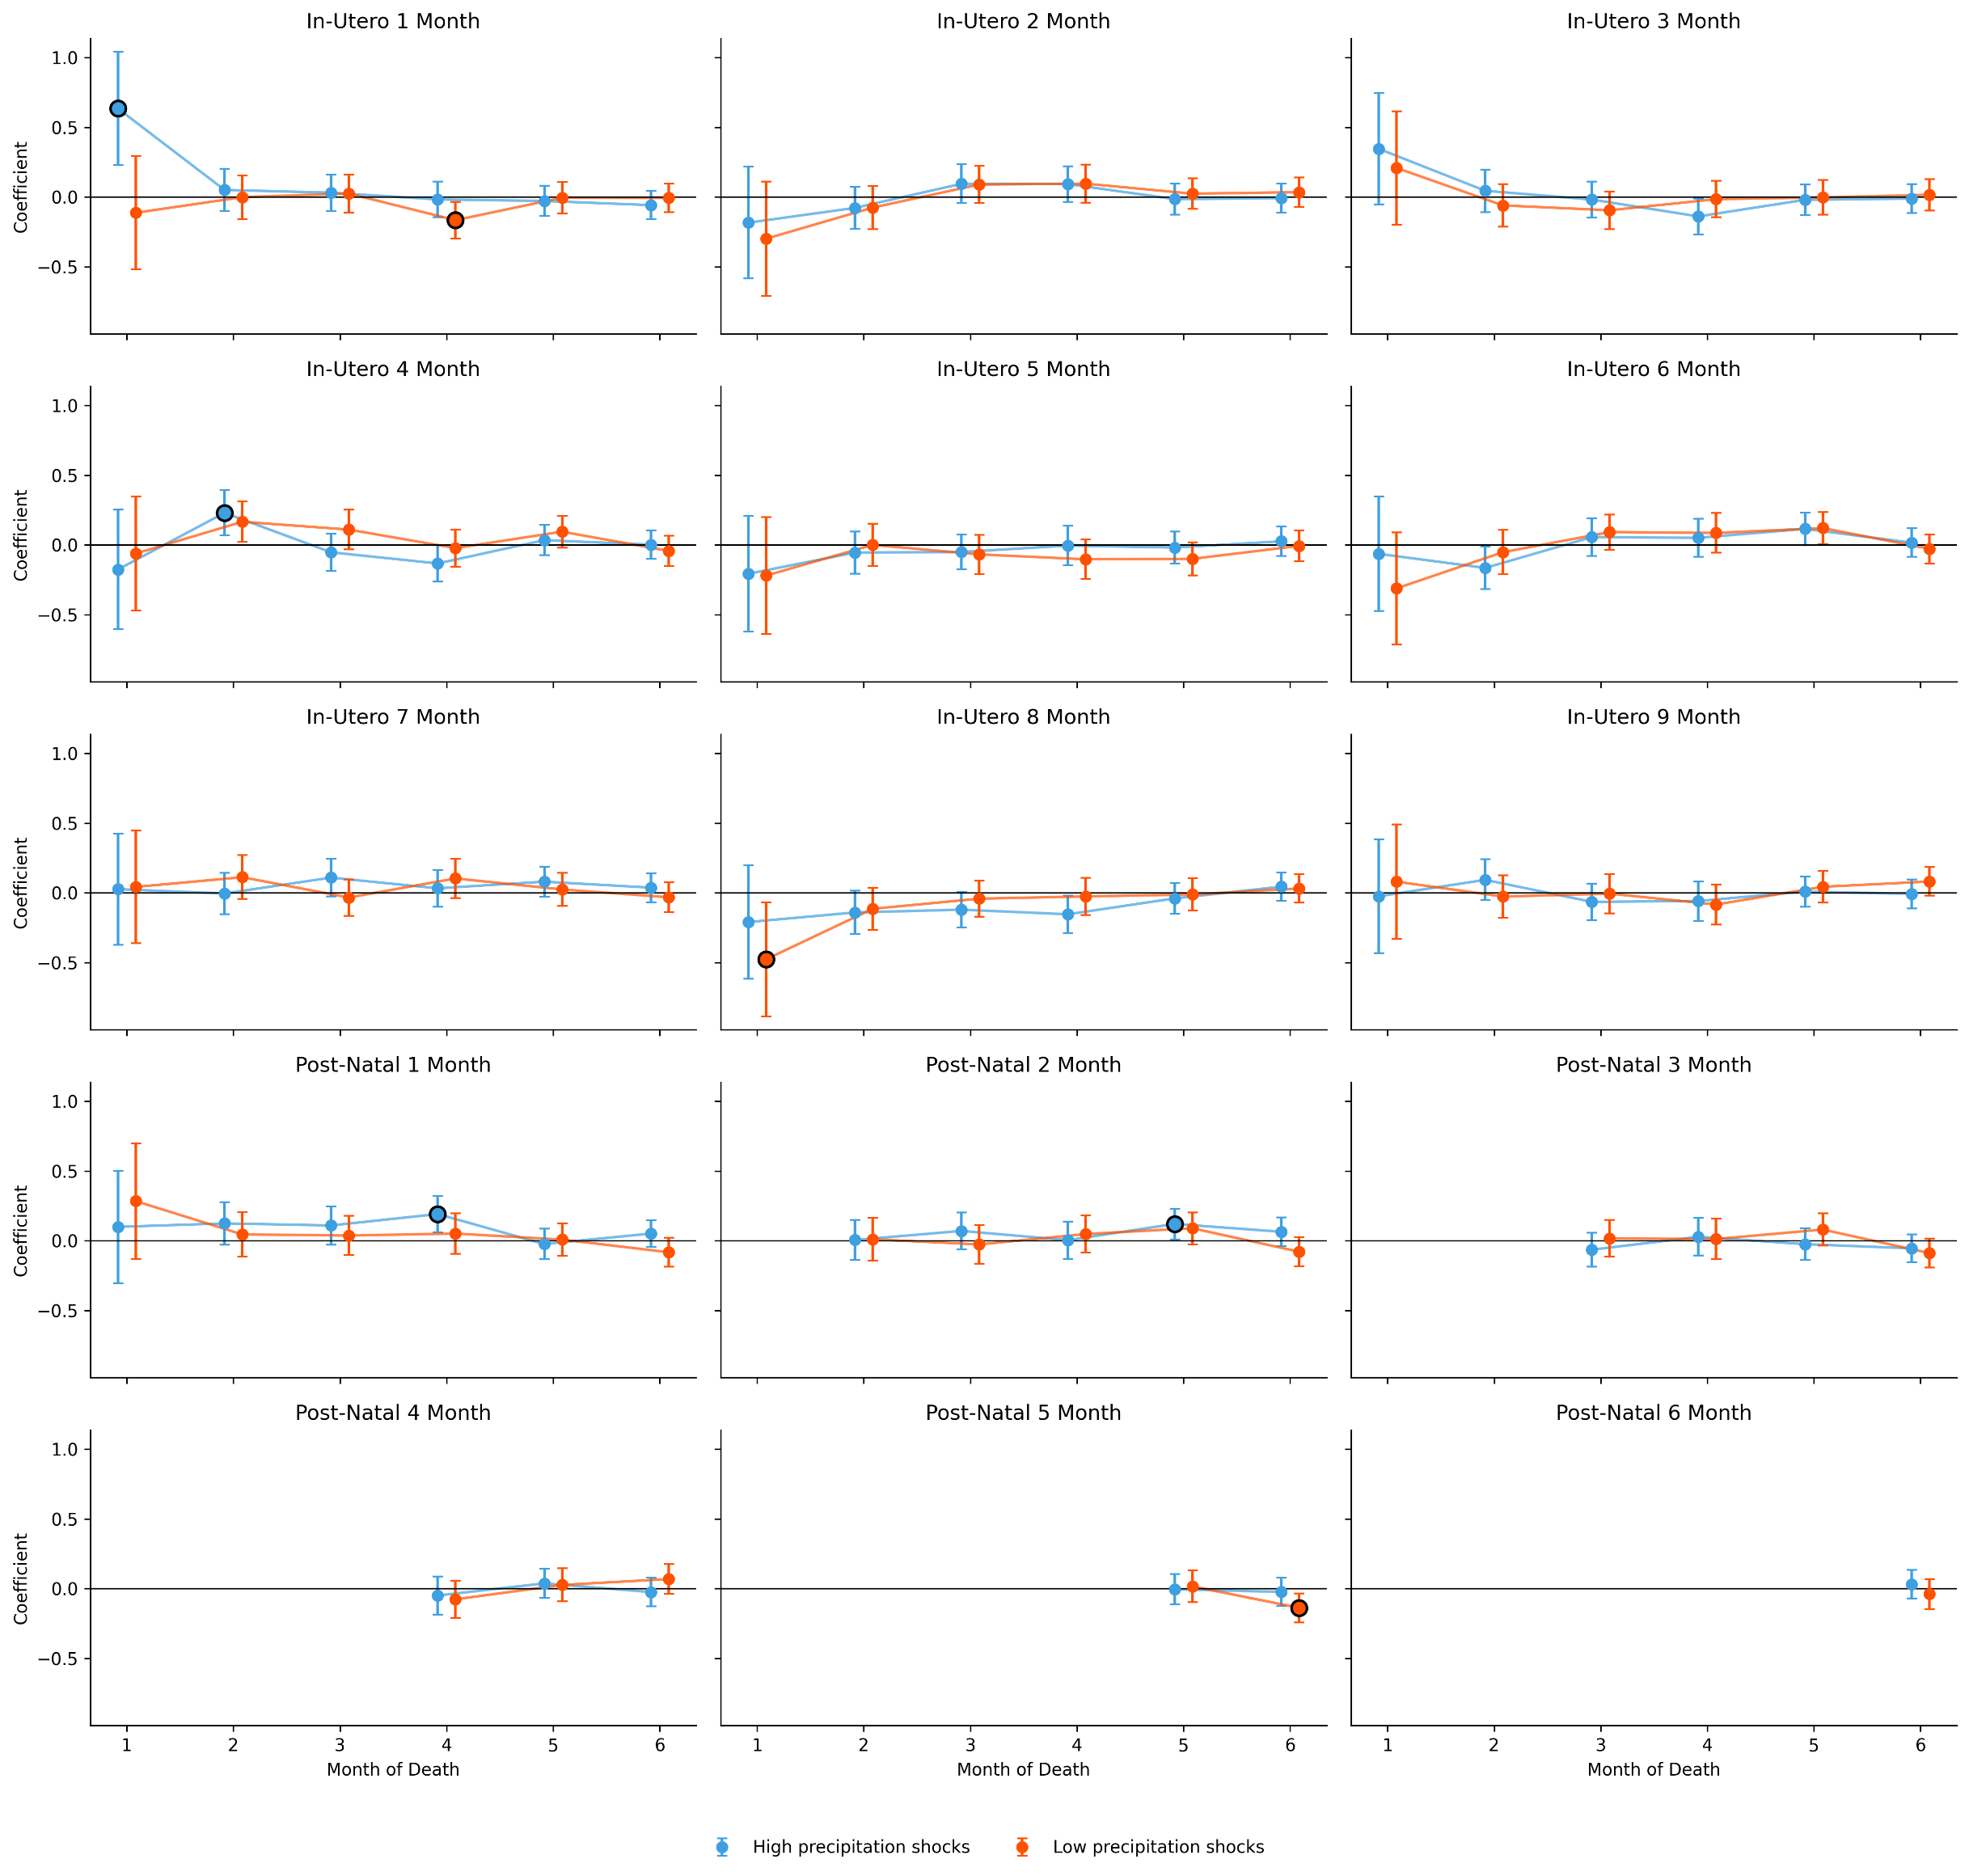 In-Utero 1 Month
In-Utero 2 Month
In-Utero 3 Month
1.0
0.5
0.0
−0.5
Coefficient
In-Utero 4 Month
In-Utero 5 Month
In-Utero 6 Month
1.0
0.5
0.0
−0.5
Coefficient
In-Utero 7 Month
In-Utero 8 Month
In-Utero 9 Month
1.0
0.5
0.0
−0.5
Coefficient
Post-Natal 1 Month
Post-Natal 2 Month
Post-Natal 3 Month
1.0
0.5
0.0
−0.5
Coefficient
Post-Natal 4 Month
Post-Natal 5 Month
Post-Natal 6 Month
1.0
0.5
0.0
−0.5
Coefficient
1 2 3 4 5 6
1 2 3 4 5 6
1 2 3 4 5 6
Month of Death
Month of Death
Month of Death
High precipitation shocks
Low precipitation shocks